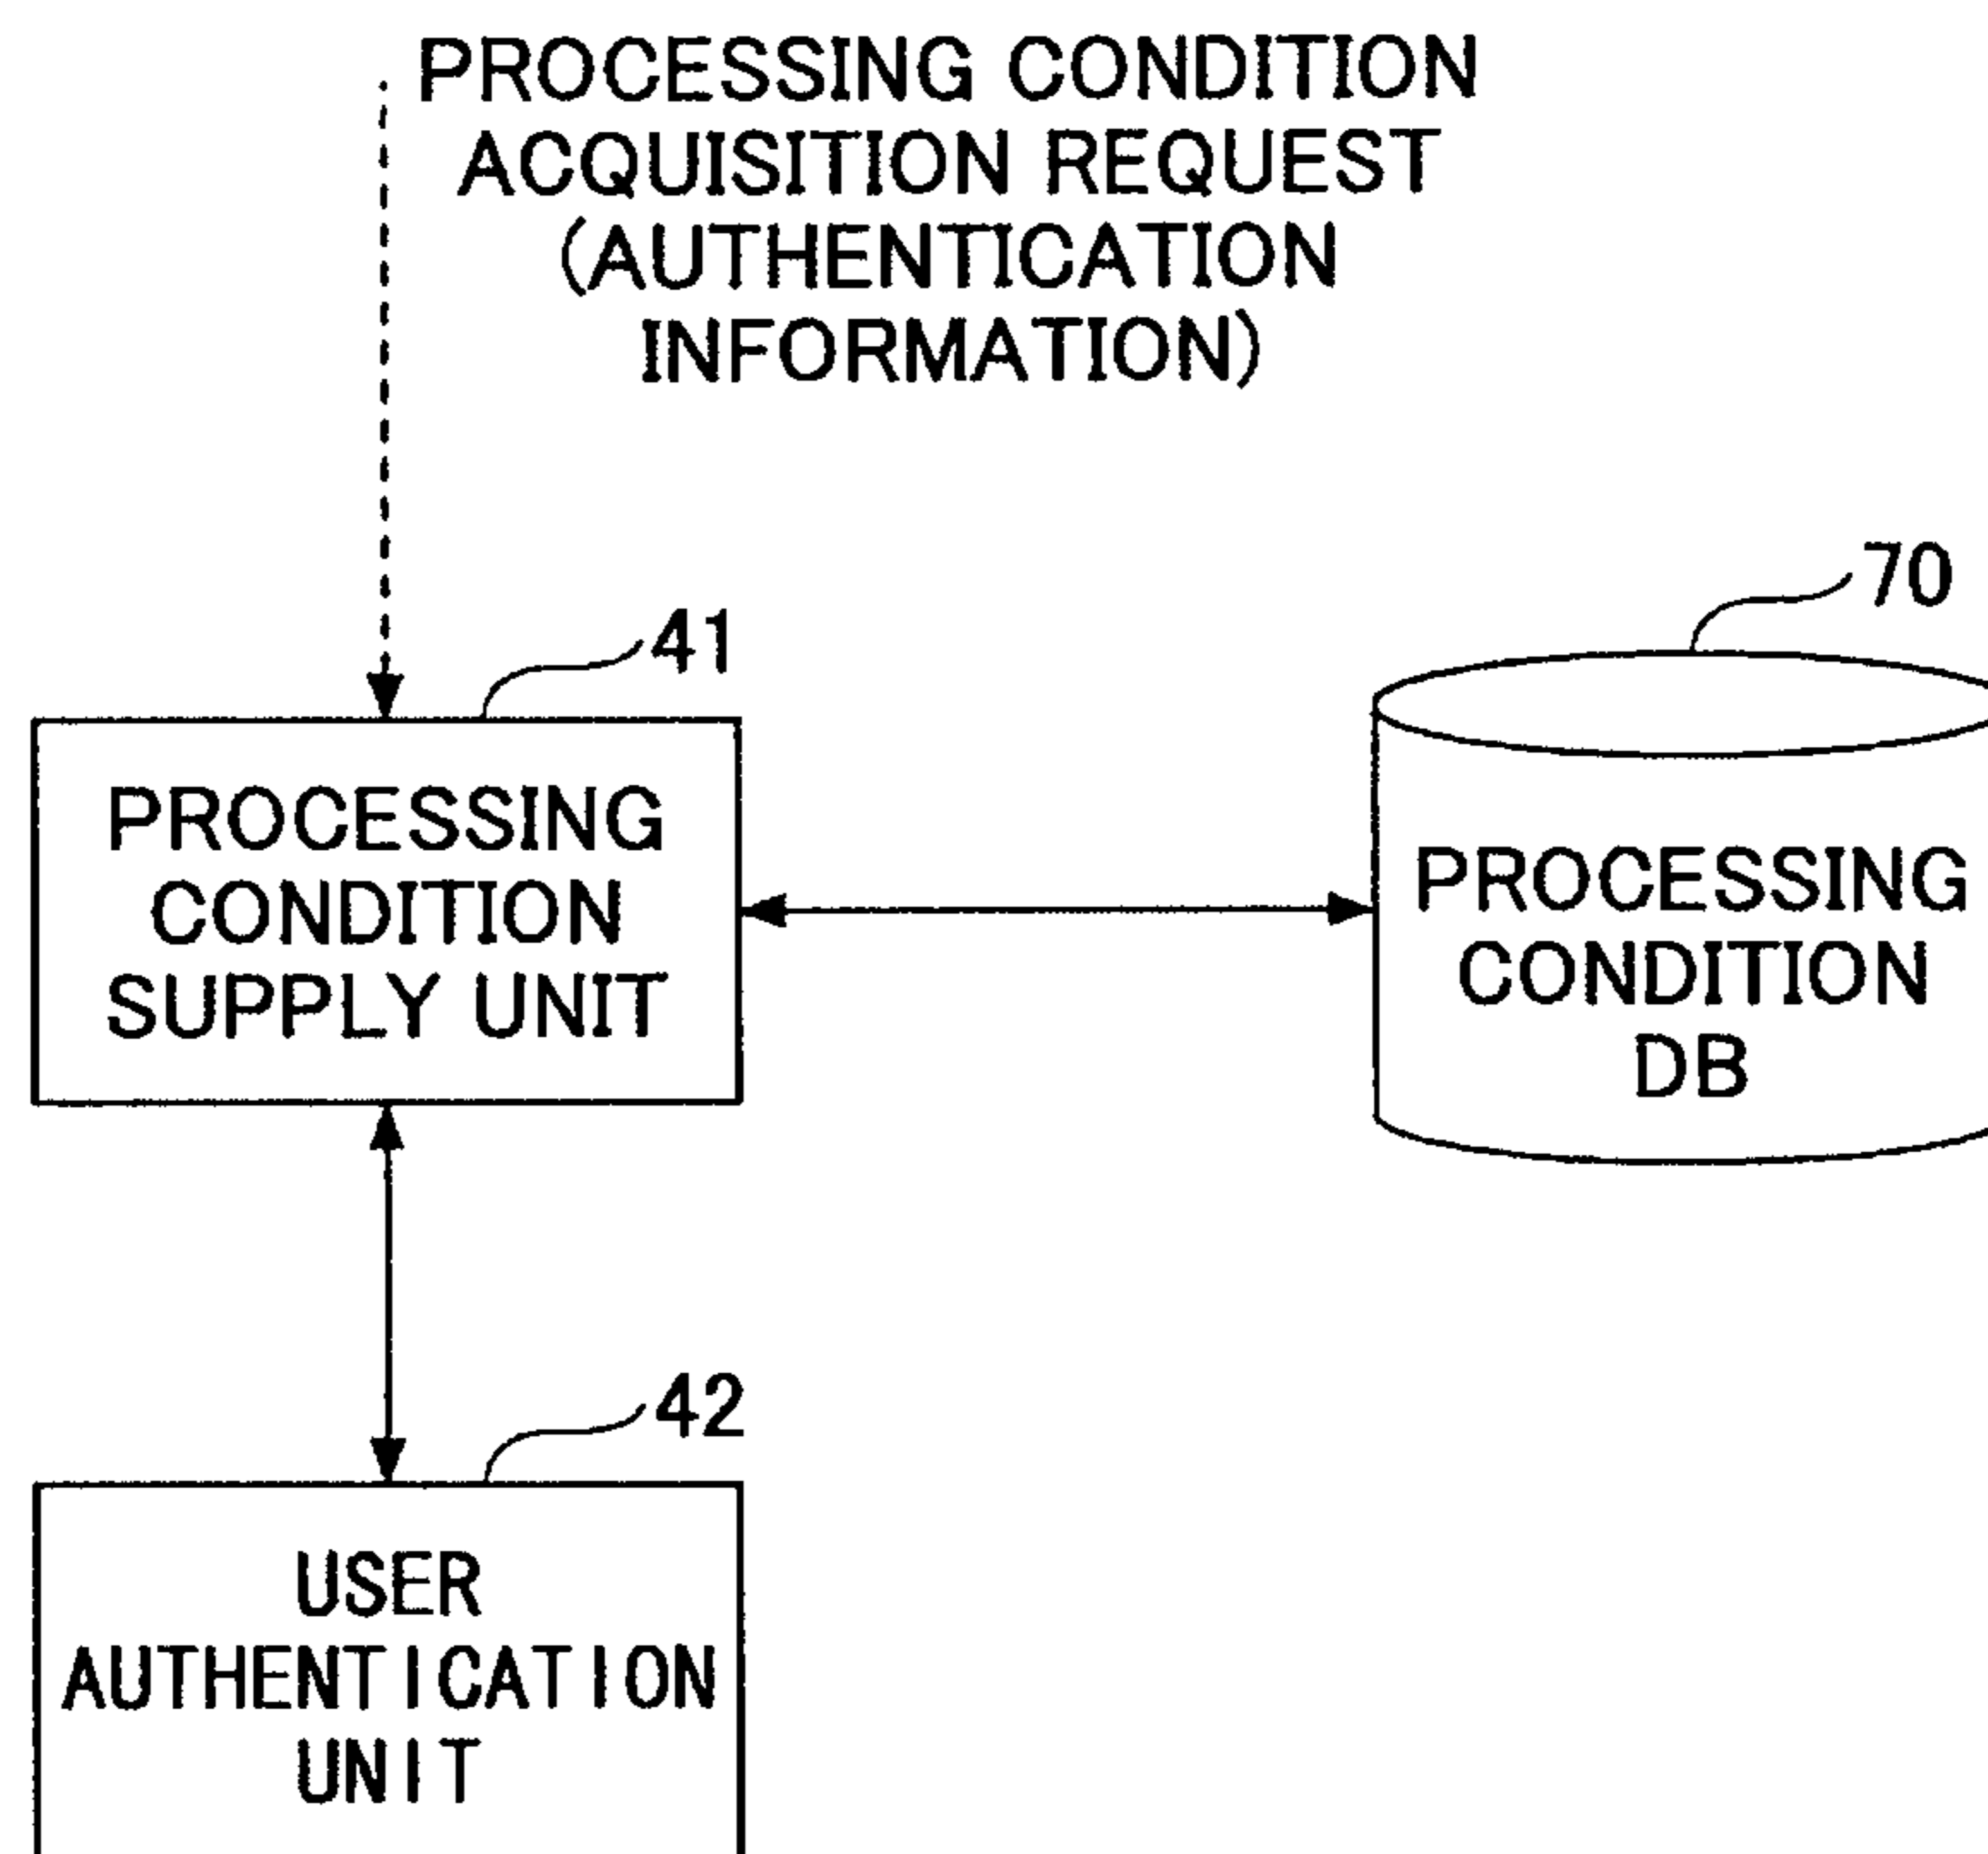 PROCESSING CONDITION
ACQUISITION REQUEST
(AUTHENTICATION
INFORMATION)
70
41
PROCESSING
CONDITION
SUPPLY UNIT
PROCESSING
CONDITION
DB
42
USER
AUTHENTICATION
UNIT